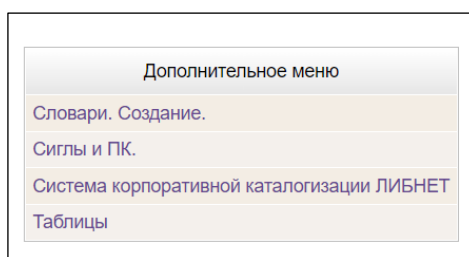 Дополнительное меню
Словари. Создание.
Сиглы и ПК.
Система корпоративной каталогизации ЛИБНЕТ
Таблицы